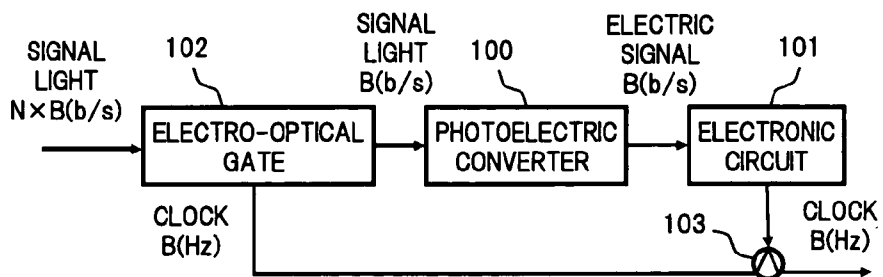 SIGNAL
LIGHT
N×B(b/s)
102
ELECTRO-OPTICAL
GATE
SIGNAL
LIGHT
B(b/s)
100
PHOTOELECTRIC
CONVERTER
ELECTRIC
SIGNAL
B(b/s)
101
ELECTRONIC
CIRCUIT
CLOCK
B(Hz)
103
CLOCK
B(Hz)